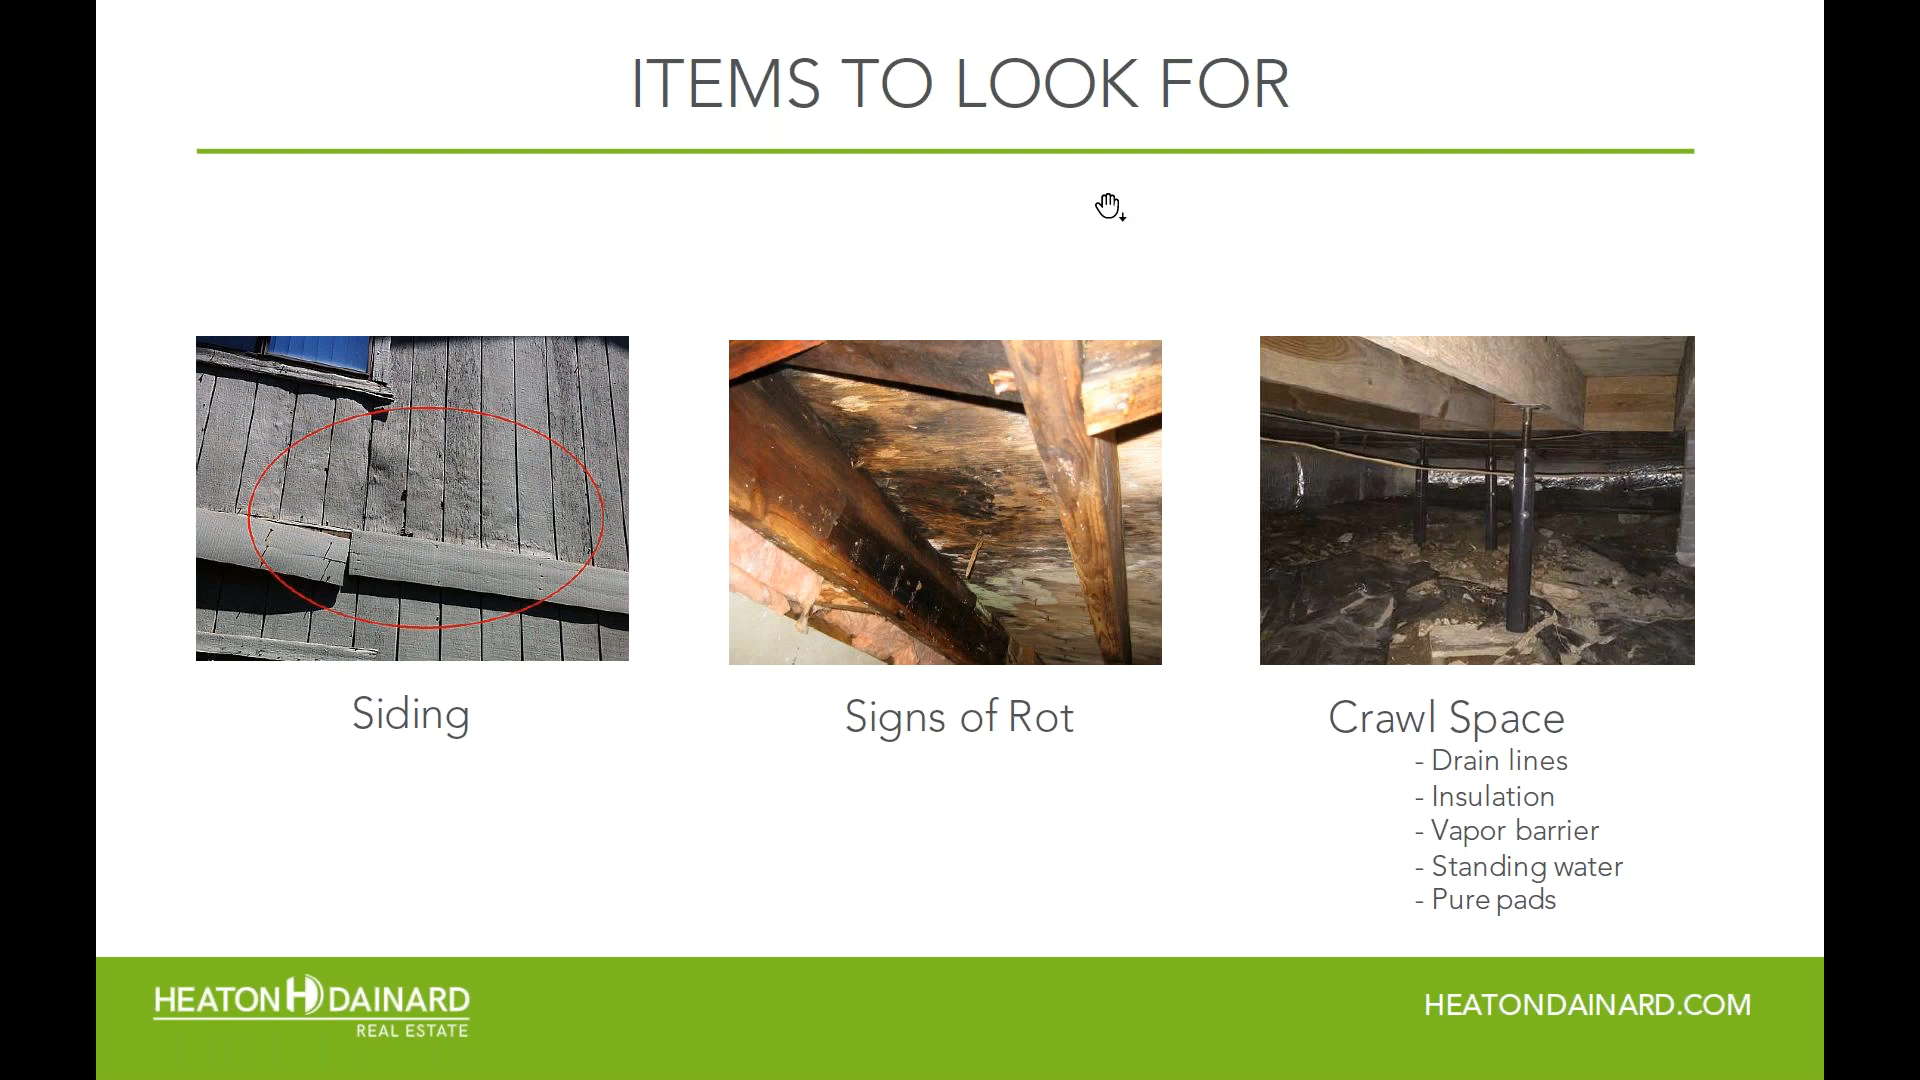 ITEMS TO LOOK FOR
Siding
Signs of Rot
Crawl Space
- Drain lines
- Insulation
- Vapor barrier
- Standing water
- Pure pads
HEATON HD DAINARD
REAL ESTATE
HEATONDAINARD.COM